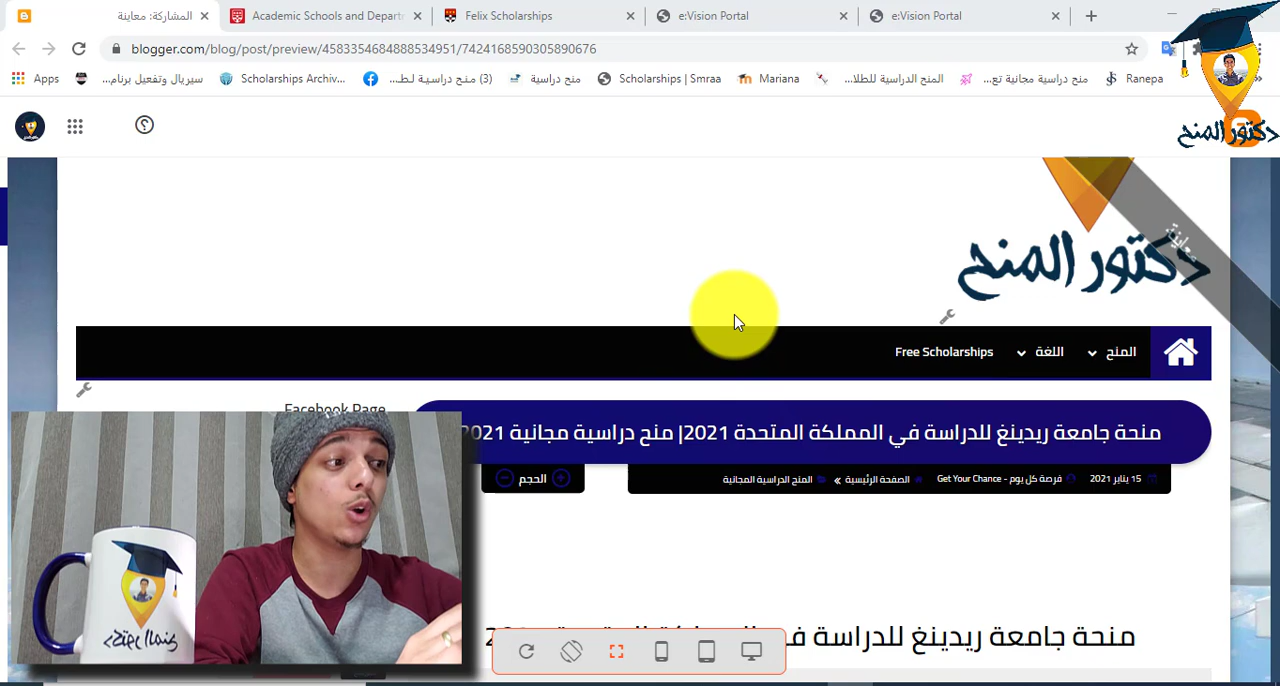 المشاركة: معاينة
Academic Schools and Departr
Felix Scholarships
e:Vision Portal
e:Vision Portal
blogger.com/blog/post/preview/4583354684888534951/7424168590305890676
Apps
سيريال وتفعيل برنام...
Scholarships Archiv...
(3) منح دراسية لط...
منح دراسية
Scholarships | Smraa
Mariana
المنح الدراسية للطلا...
منح دراسية مجانية تع...
Ranepa
دكتور المنح
معاينة
دكتور المنح
المنح
اللغة
Free Scholarships
Facebook Page
منحة جامعة ريدينغ للدراسة في المملكة المتحدة 2021| منح دراسية مجانية 2021
15 يناير 2021
فرصة كل يوم - Get Your Chance
الصفحة الرئيسية
المنح الدراسية المجانية
الحجم
منحة جامعة ريدينغ للدراسة في